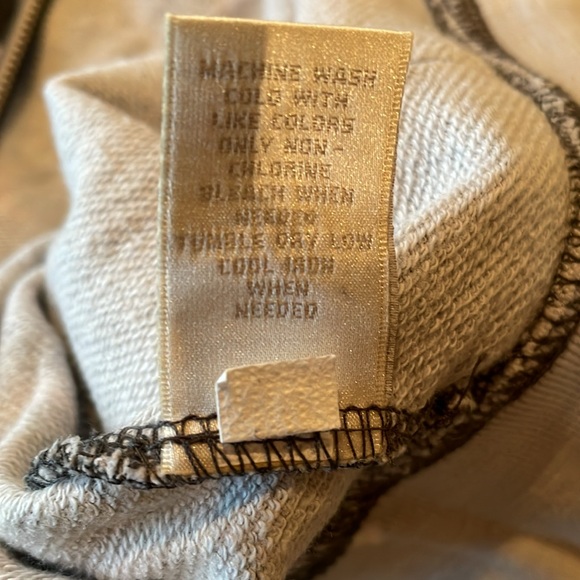 MACHINE WASH
COLD WITH
LIKE COLORS
ONLY NON-
CHLORINE
BLEACH WHEN
NEEDED
TUMBLE DRY LOW
COOL IRON
WHEN
NEEDED